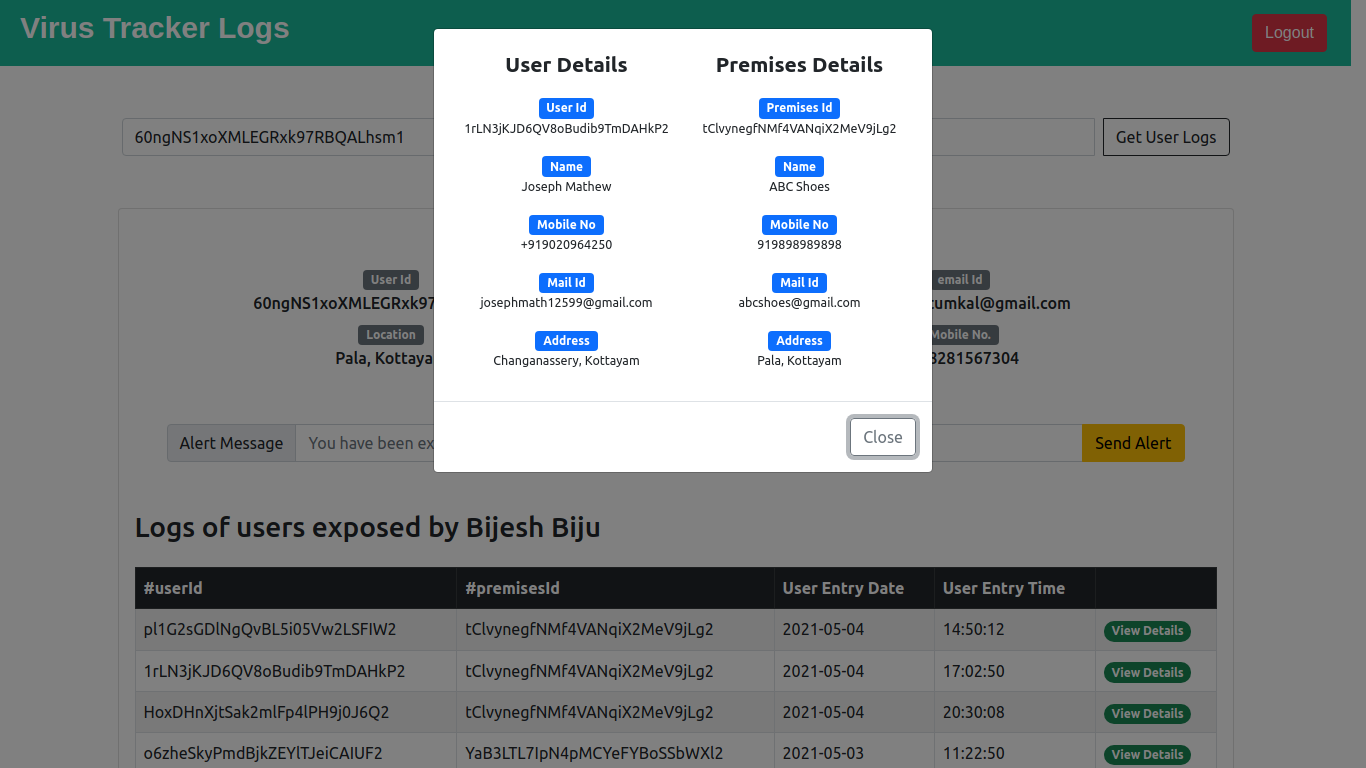 Virus Tracker Logs
Logout
60ngNS1xoXMLEGRxk97RBQALhsm1
Get User Logs
User Details
User Id
1rLN3jKJD6QV8oBudib9TmDAHkP2
Name
Joseph Mathew
Mobile No
+919020964250
Mail Id
josephmath12599@gmail.com
Address
Changanassery, Kottayam
Premises Details
Premises Id
tClvynegfNMf4VANqiX2MeV9jLg2
Name
ABC Shoes
Mobile No
919898989898
Mail Id
abcshoes@gmail.com
Address
Pala, Kottayam
Close
User Id
60ngNS1xoXMLEGRxk97
Location
Pala, Kottaya
email id
tumkal@gmail.com
Mobile No.
8281567304
Alert Message
You have been ex
Send Alert
Logs of users exposed by Bijesh Biju
#userId #premisesId User Entry Date User Entry Time
pl1G2sGDlNgQvBL5i05Vw2LSFIW2 tClvynegfNMf4VANqiX2MeV9jLg2 2021-05-04 14:50:12 View Details
1rLN3jKJD6QV8oBudib9TmDAHkP2 tClvynegfNMf4VANqiX2MeV9jLg2 2021-05-04 17:02:50 View Details
HoxDHnXjtSak2mlFp4lPH9j0J6Q2 tClvynegfNMf4VANqiX2MeV9jLg2 2021-05-04 20:30:08 View Details
o6zheSkyPmdBjkZEYlTJeiCAIUF2 YaB3LTL7IpN4pMCYeFYBoSSbWXl2 2021-05-03 11:22:50 View Details